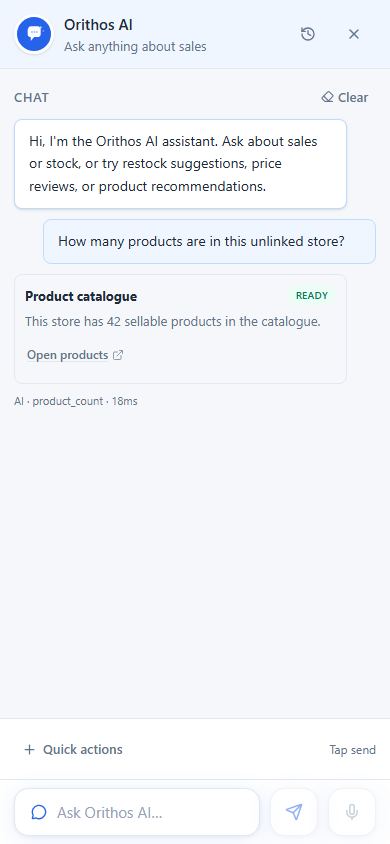 Orithos AI
Ask anything about sales
CHAT
Clear
Hi, I'm the Orithos AI assistant. Ask about sales
or stock, or try restock suggestions, price
reviews, or product recommendations.
How many products are in this unlinked store?
Product catalogue
READY
This store has 42 sellable products in the catalogue.
Open products
AI · product_count · 18ms
Quick actions
Tap send
Ask Orithos AI...